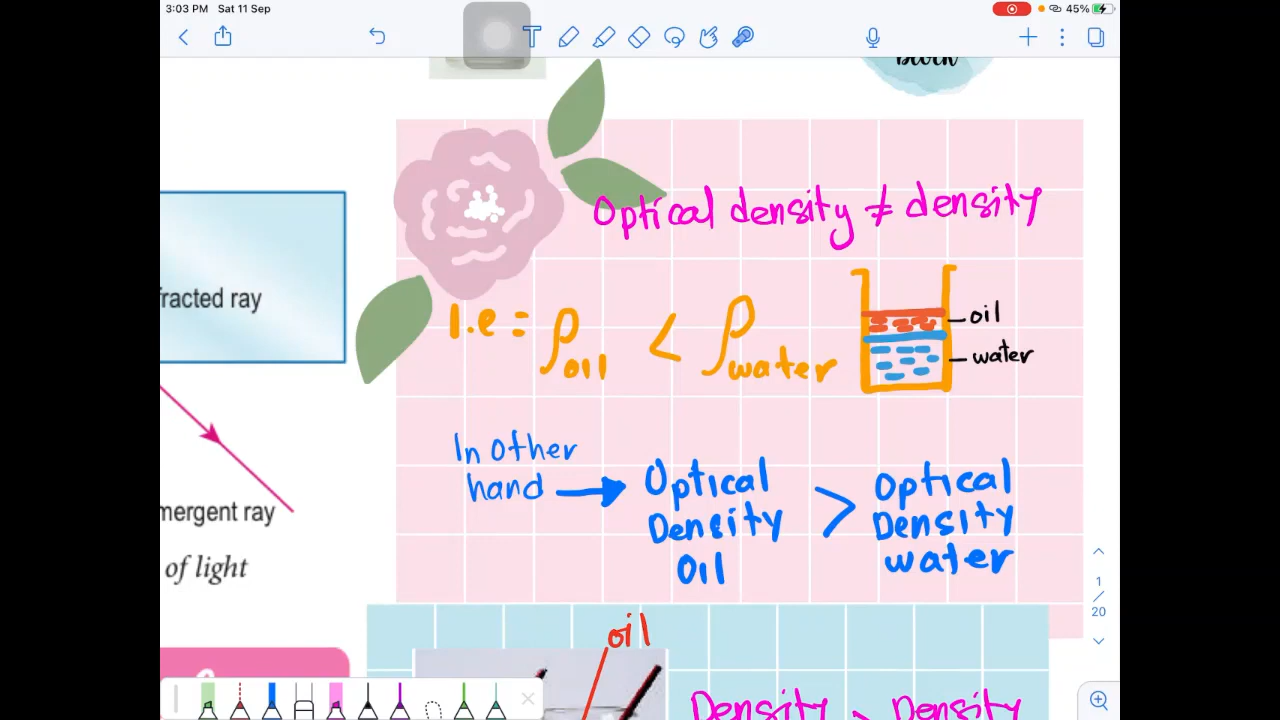 3:03 PM Sat 11 Sep
45%
T
block
Optical density ≠ density
fracted ray
I.e = ρoil < ρwater
oil
water
In other
hand → Optical Density Oil > Optical Density water
mergent ray
of light
1
/
20
oil
Density > Density